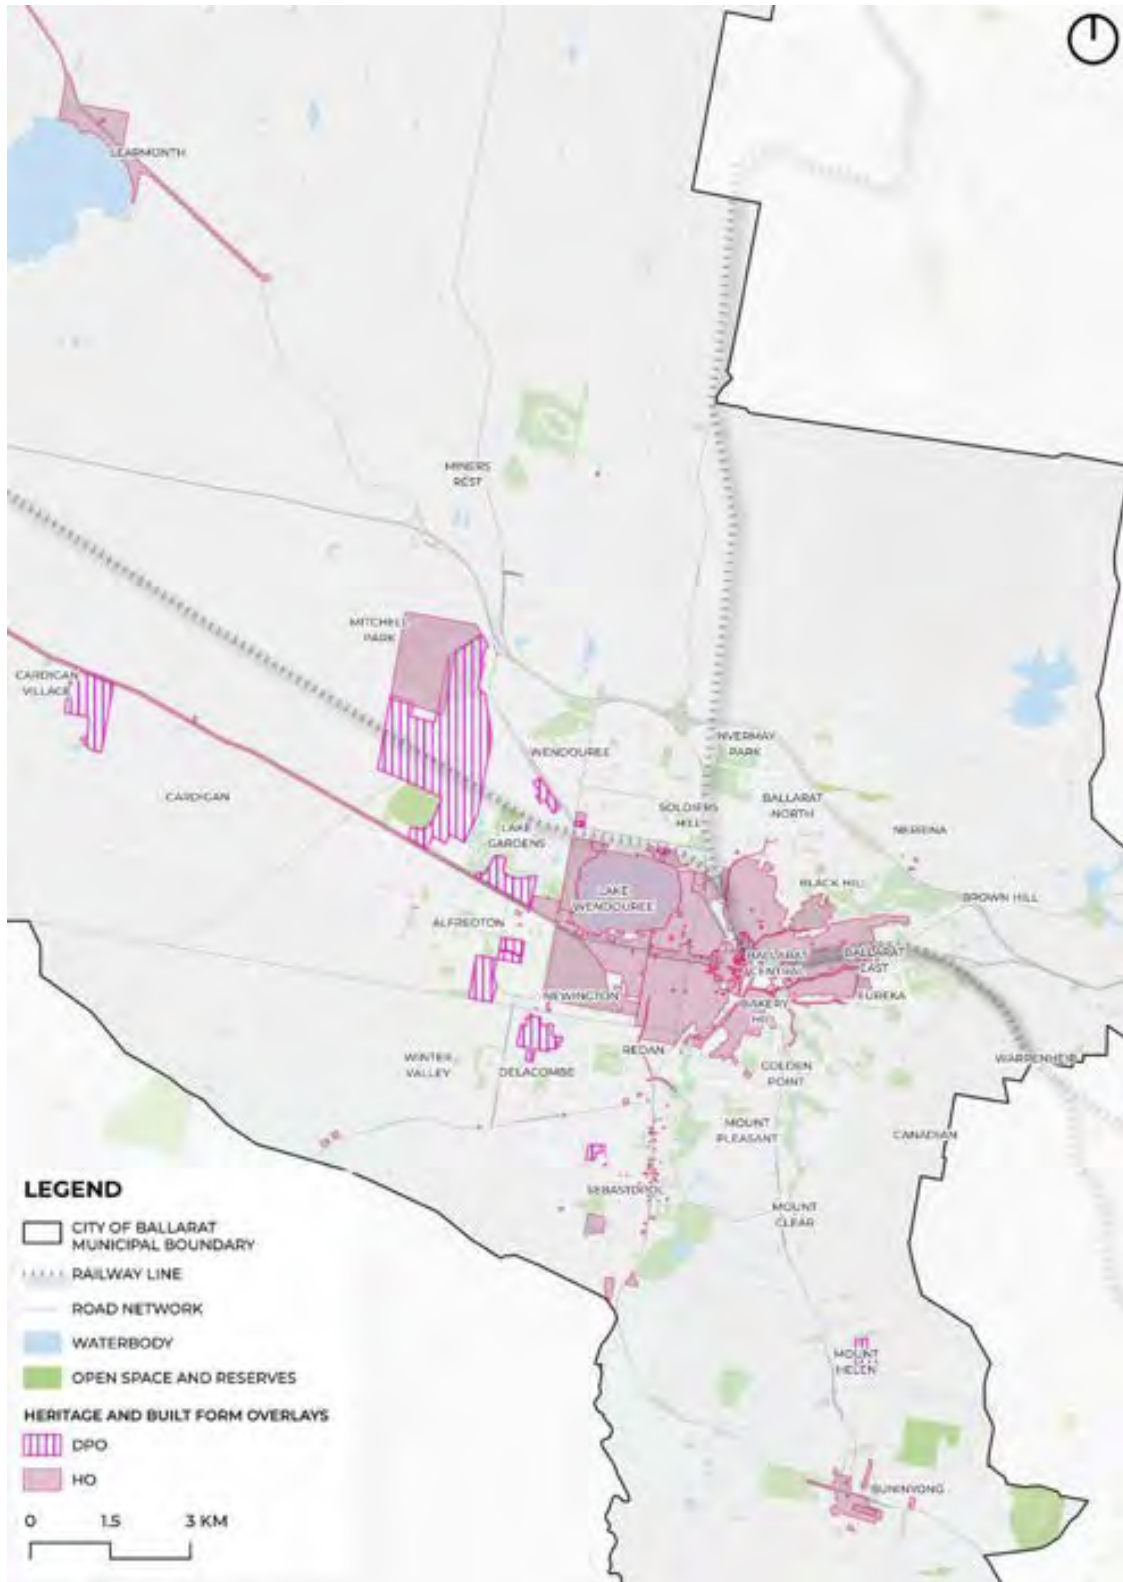 LEARMONTH
MINERS
REST
MITCHELL
PARK
CARDIGAN
VILLAGE
CARDIGAN
WENDOUREE
INVERMAY
PARK
SOLDIERS
HILL
BALLARAT
NORTH
NERRINA
LAKE
GARDENS
BLACK HILL
BROWN HILL
LAKE
WENDOUREE
ALFREDTON
BALLARAT
CENTRAL
BALLARAT
EAST
EUREKA
NEWINGTON
BAKERY
HILL
REDAN
WINTER
VALLEY
DELACOMBE
GOLDEN
POINT
WARRENHEIP
MOUNT
PLEASANT
CANADIAN
SEBASTOPOL
MOUNT
CLEAR
MOUNT
HELEN
BUNINYONG
LEGEND
CITY OF BALLARAT
MUNICIPAL BOUNDARY
RAILWAY LINE
ROAD NETWORK
WATERBODY
OPEN SPACE AND RESERVES
HERITAGE AND BUILT FORM OVERLAYS
DPO
HO
0 1.5 3 KM